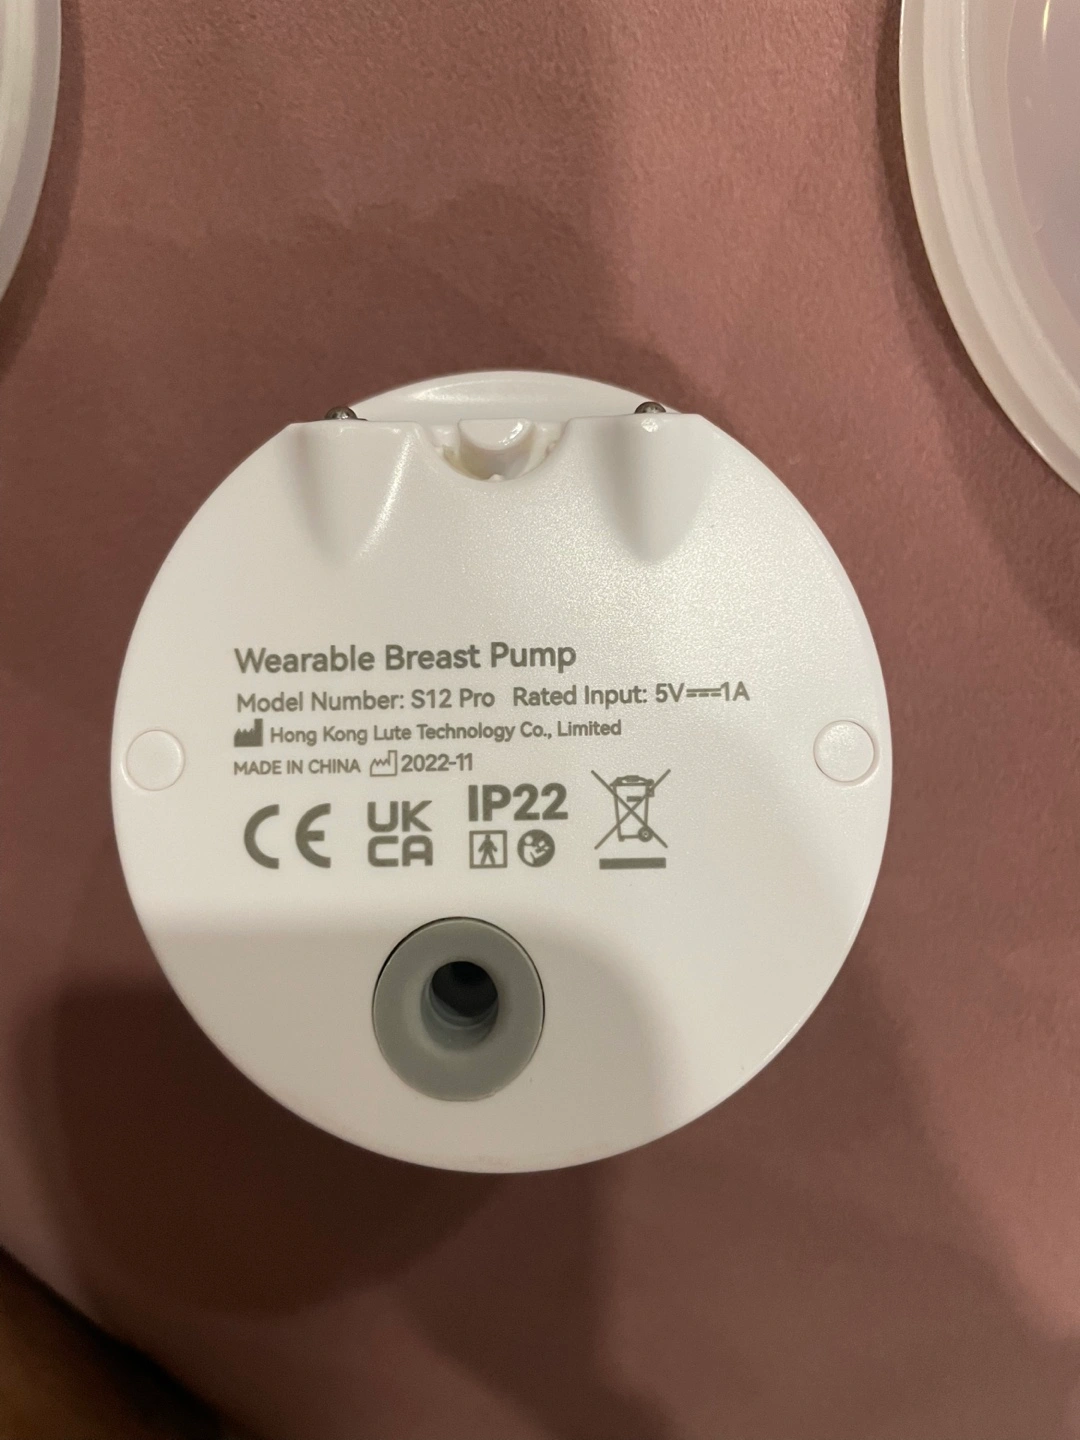 Wearable Breast Pump
Model Number: S12 Pro Rated Input: 5V⎓1A
Hong Kong Lute Technology Co., Limited
MADE IN CHINA 2022-11
CE UK CA IP22